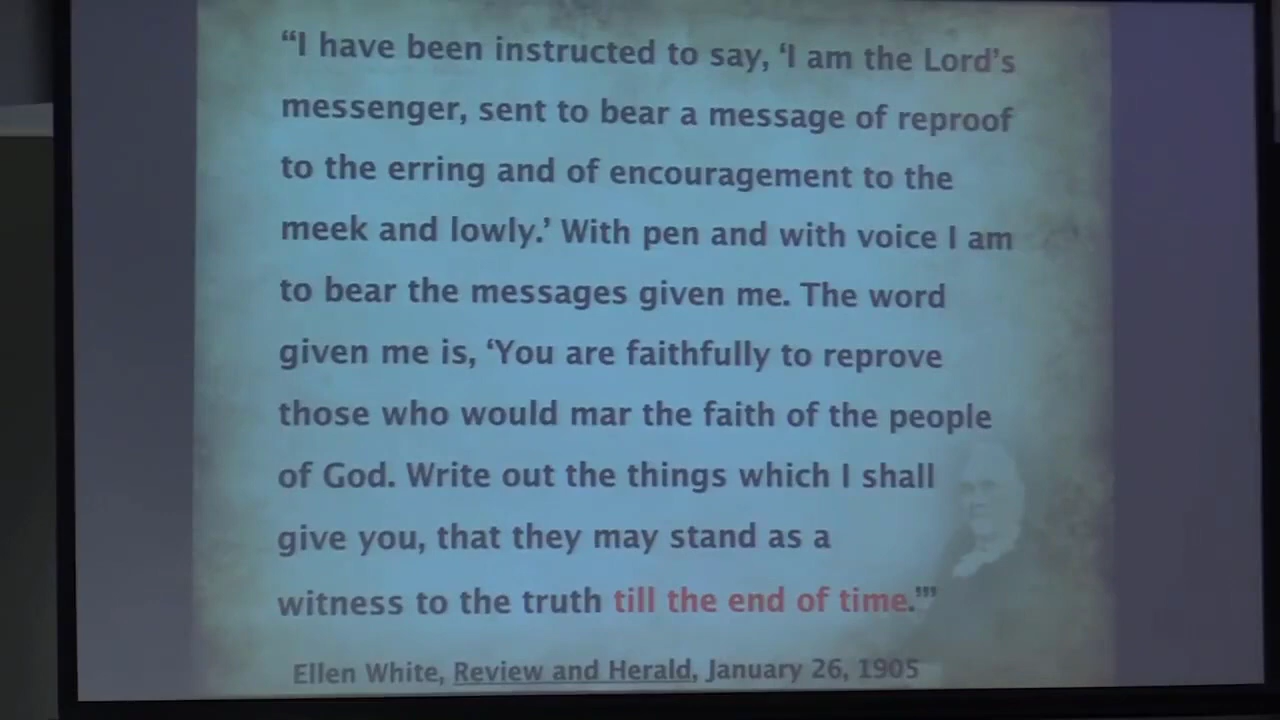 “I have been instructed to say, ‘I am the Lord’s
messenger, sent to bear a message of reproof
to the erring and of encouragement to the
meek and lowly.’ With pen and with voice I am
to bear the messages given me. The word
given me is, ‘You are faithfully to reprove
those who would mar the faith of the people
of God. Write out the things which I shall
give you, that they may stand as a
witness to the truth till the end of time.’”
Ellen White, Review and Herald, January 26, 1905